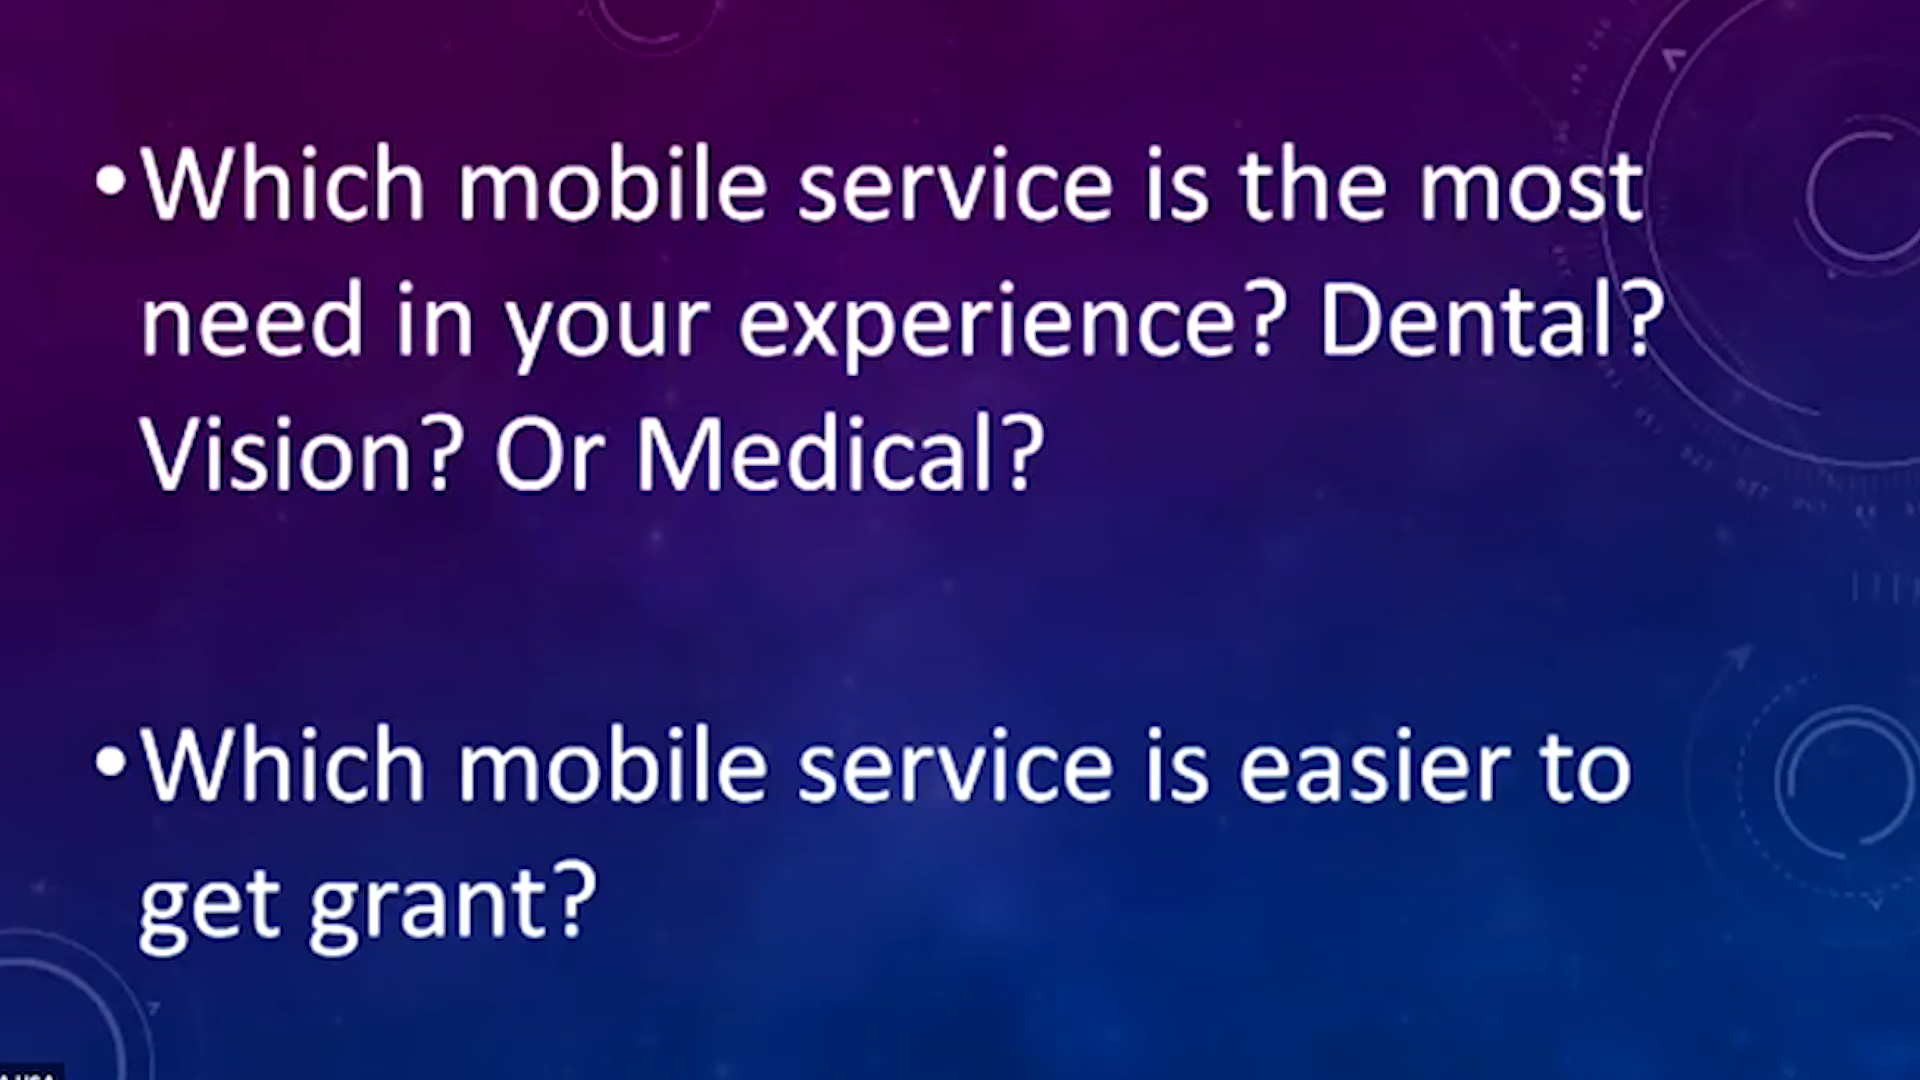 • Which mobile service is the most
need in your experience? Dental?
Vision? Or Medical?
• Which mobile service is easier to
get grant?